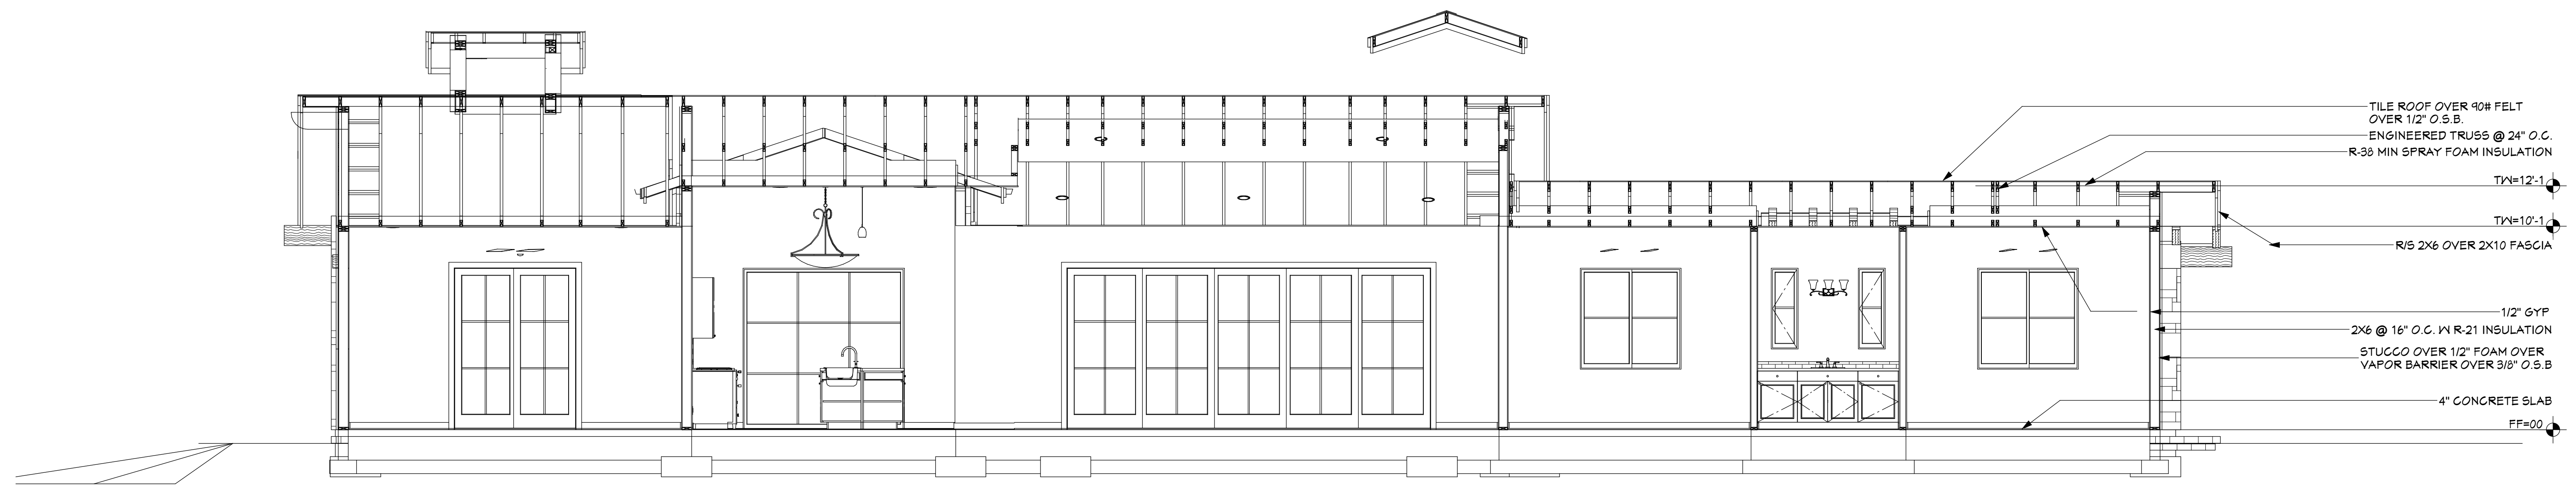 TILE ROOF OVER 90# FELT
OVER 1/2" O.S.B.
ENGINEERED TRUSS @ 24" O.C.
R-38 MIN SPRAY FOAM INSULATION
TW=12'-1
TW=10'-1
R/S 2X6 OVER 2X10 FASCIA
1/2" GYP
2X6 @ 16" O.C. W R-21 INSULATION
STUCCO OVER 1/2" FOAM OVER
VAPOR BARRIER OVER 3/8" O.S.B
4" CONCRETE SLAB
FF=00